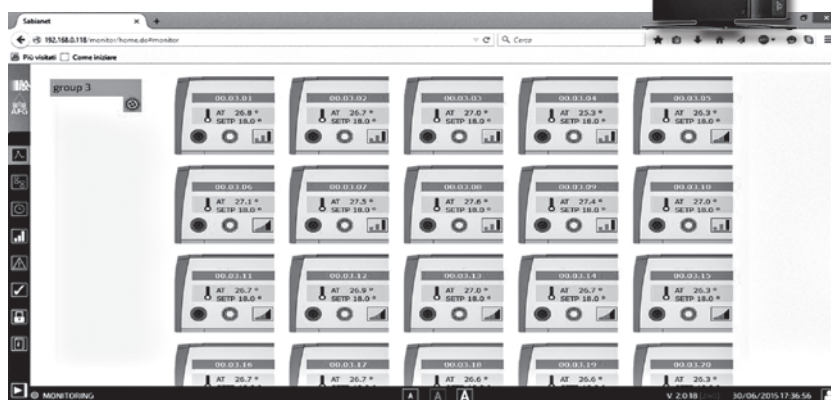 Sabianet
192.168.0.118/monitor/home.do#monitor
Cerca
Più visitati Come iniziare
group 3
00.03.01 00.03.02 00.03.03 00.03.04 00.03.05
AT 26.8 ° AT 26.7 ° AT 27.0 ° AT 25.3 ° AT 26.3 °
SETP 18.0 ° SETP 18.0 ° SETP 18.0 ° SETP 18.0 ° SETP 18.0 °
00.03.06 00.03.07 00.03.08 00.03.09 00.03.10
AT 27.1 ° AT 27.5 ° AT 27.6 ° AT 27.4 ° AT 27.0 °
SETP 18.0 ° SETP 18.0 ° SETP 18.0 ° SETP 18.0 ° SETP 18.0 °
00.03.11 00.03.12 00.03.13 00.03.14 00.03.15
AT 26.7 ° AT 26.9 ° AT 27.0 ° AT 26.7 ° AT 26.3 °
SETP 18.0 ° SETP 18.0 ° SETP 18.0 ° SETP 18.0 ° SETP 18.0 °
00.03.16 00.03.17 00.03.18 00.03.19 00.03.20
AT 26.7 ° AT 26.7 ° AT 26.6 ° AT 26.7 ° AT 26.3 °
MONITORING A A A V. 2.0.18 30/06/2015 17:36:56